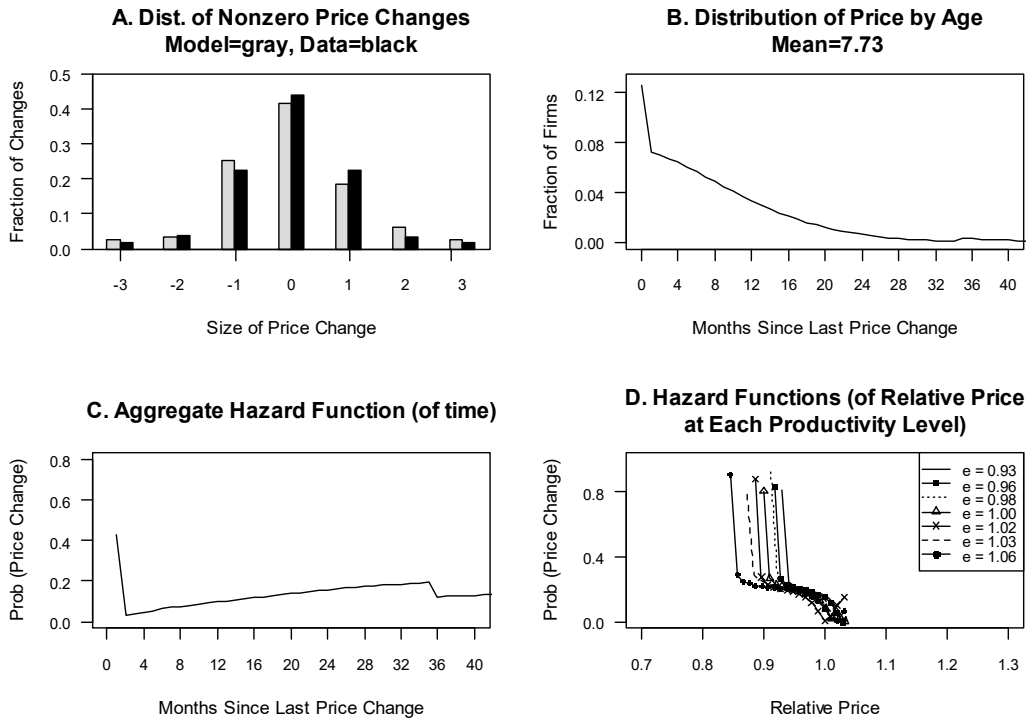 A. Dist. of Nonzero Price Changes
Model=gray, Data=black
Fraction of Changes
0.5
0.4
0.3
0.2
0.1
0.0
-3 -2 -1 0 1 2 3
Size of Price Change
B. Distribution of Price by Age
Mean=7.73
Fraction of Firms
0.12
0.08
0.04
0.00
0 4 8 12 16 20 24 28 32 36 40
Months Since Last Price Change
C. Aggregate Hazard Function (of time)
Prob (Price Change)
0.8
0.6
0.4
0.2
0.0
0 4 8 12 16 20 24 28 32 36 40
Months Since Last Price Change
D. Hazard Functions (of Relative Price
at Each Productivity Level)
Prob (Price Change)
0.8
0.4
0.0
e = 0.93
e = 0.96
e = 0.98
e = 1.00
e = 1.02
e = 1.03
e = 1.06
0.7 0.8 0.9 1.0 1.1 1.2 1.3
Relative Price